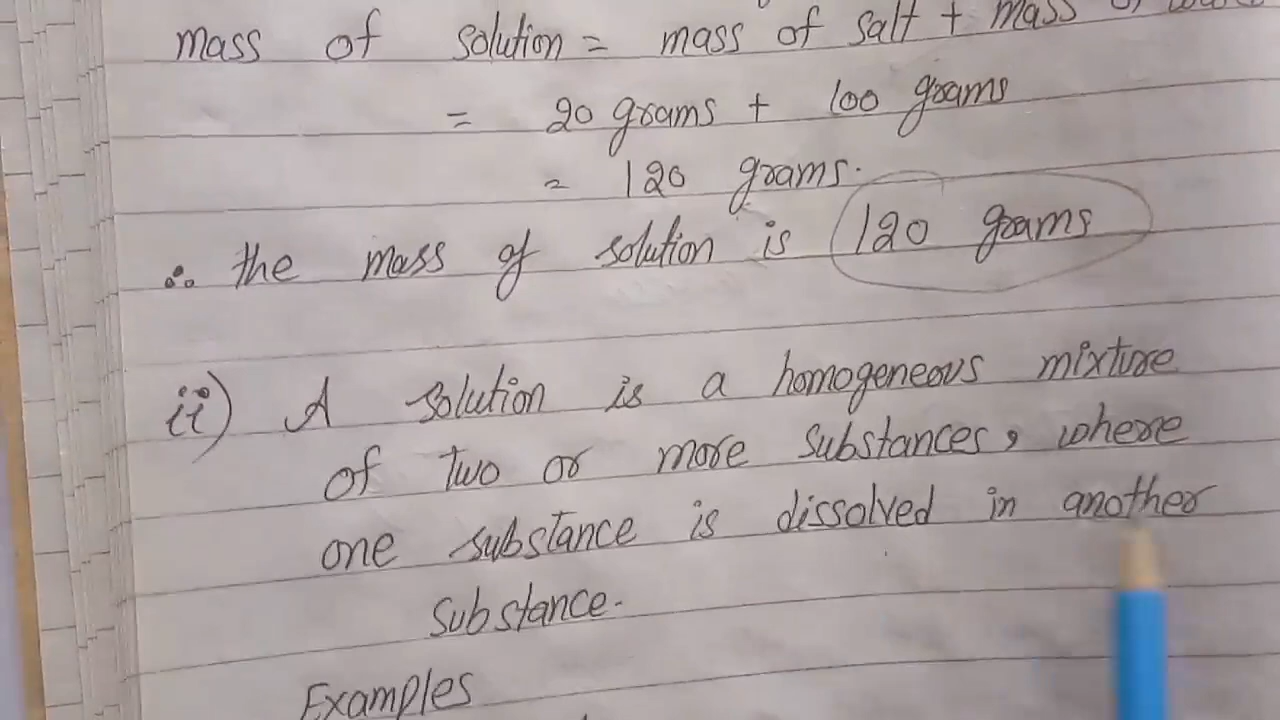 mass of solution = mass of salt + mass of
= 20 grams + 100 grams
= 120 grams.
∴ the mass of solution is 120 grams
ii) A solution is a homogeneous mixture
of two or more substances, where
one substance is dissolved in another
substance.
Examples